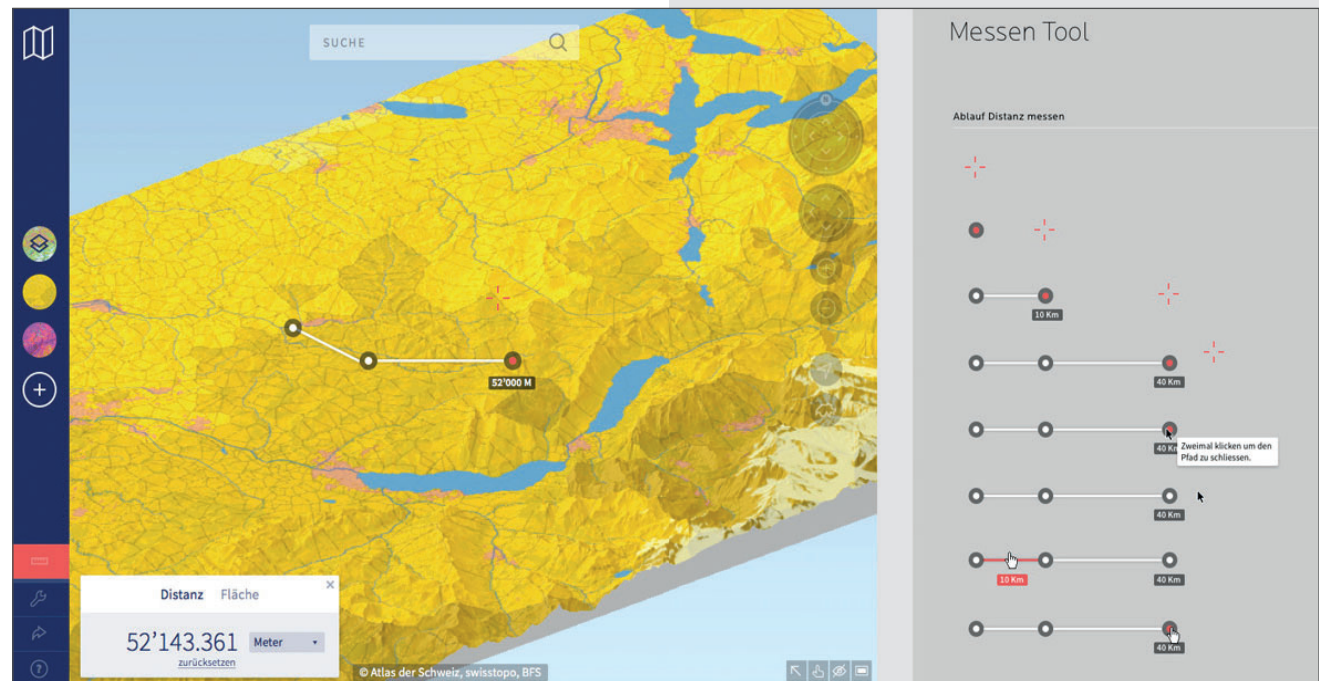 SUCHE
52'000 M
Distanz Fläche
×
52'143.361 Meter
zurücksetzen
?
© Atlas der Schweiz, swisstopo, BFS
Messen Tool
Ablauf Distanz messen
10 Km
40 Km
40 Km
Zweimal klicken um den
Pfad zu schliessen.
40 Km
10 Km
40 Km
40 Km